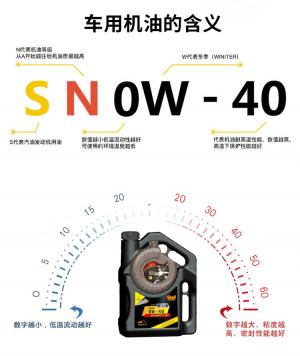 车用机油的含义
N代表机油等级
从A开始越往后机油质量越高
W代表冬季（WINITER）
S N 0W - 40
S代表汽油发动机用油
数值越小低温流动性越好
可使用的环境温度越低
代表机油耐高温性能，数值越高，
高温下保护性能越好
0 5 10 15 20 20 30 40 50 60
0W-40
数字越小，低温流动越好
数字越大，粘度越
高，密封性能越好